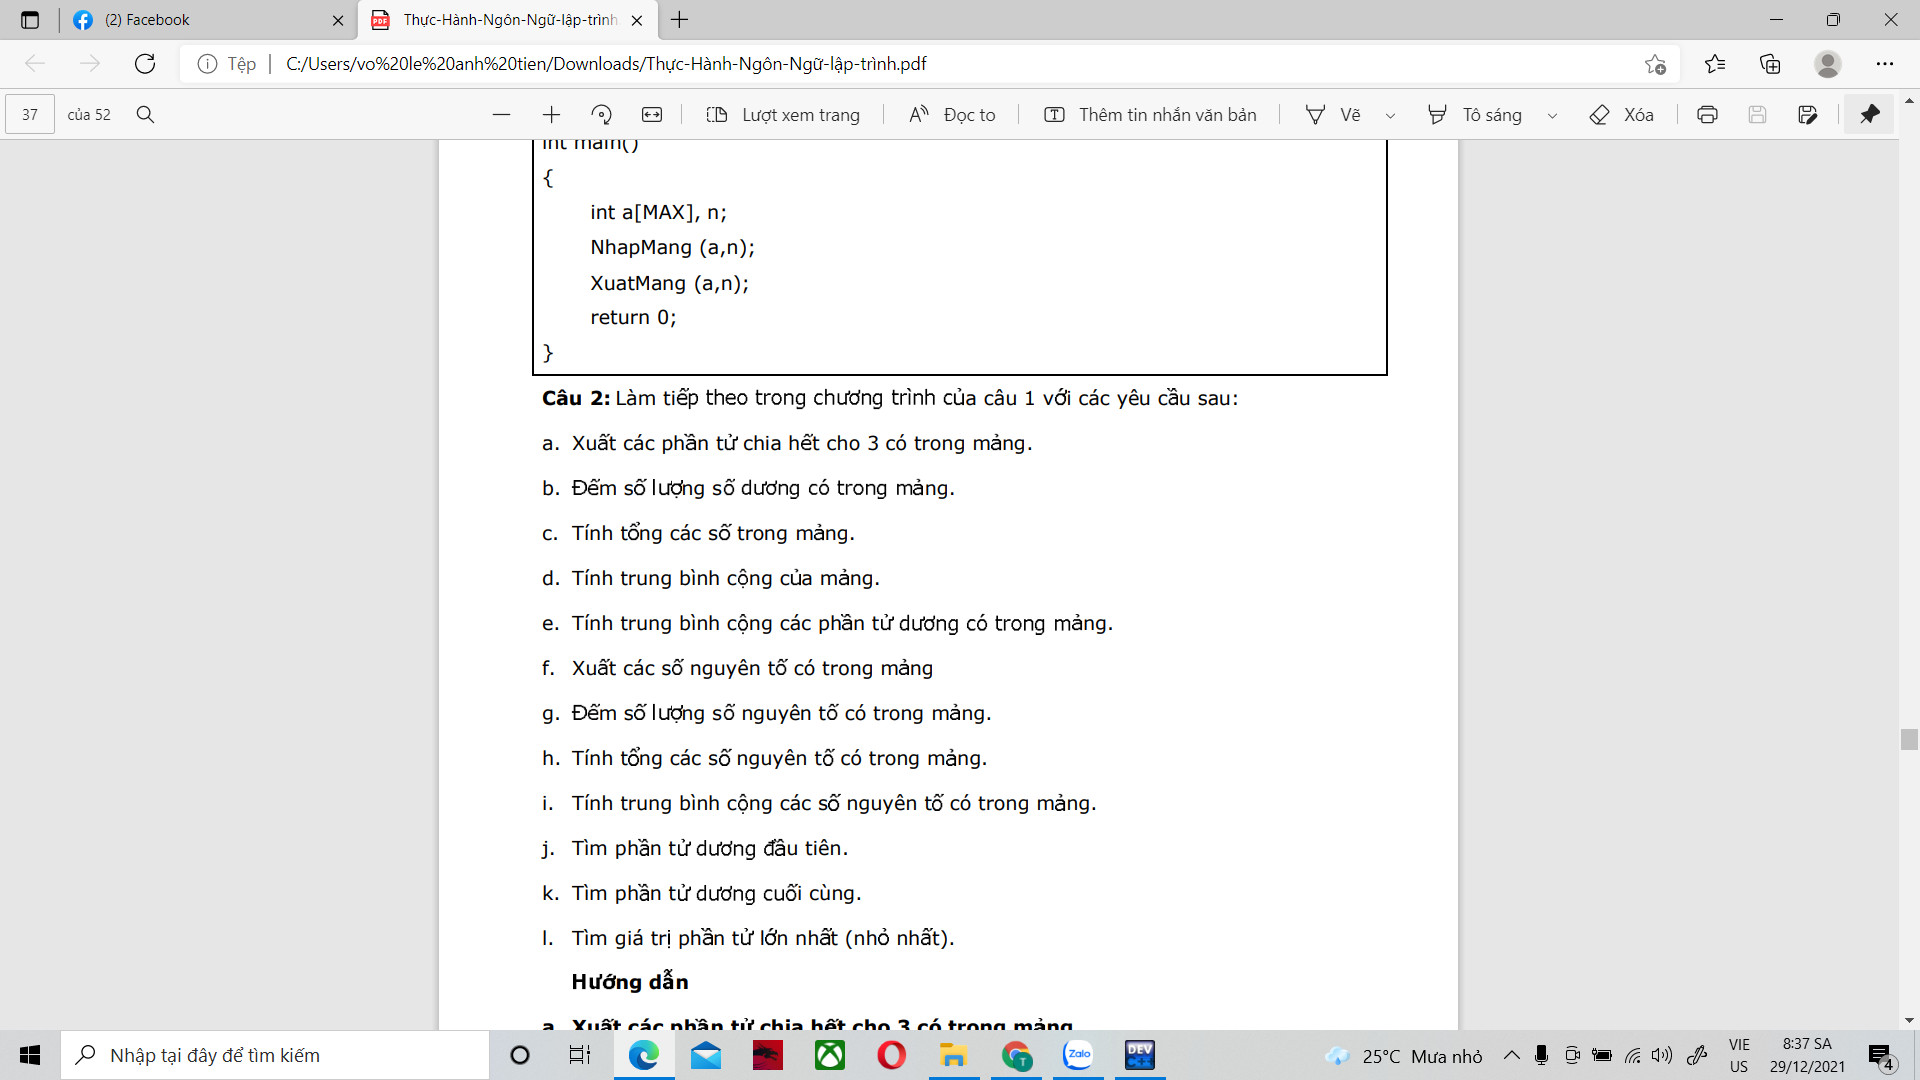 (2) Facebook
Thực-Hành-Ngôn-Ngữ-lập-trình
Tệp
C:/Users/vo%20le%20anh%20tien/Downloads/Thực-Hành-Ngôn-Ngữ-lập-trình.pdf
37 của 52
Lượt xem trang
Đọc to
Thêm tin nhắn văn bản
Vẽ
Tô sáng
Xóa
int main()
{
int a[MAX], n;
NhapMang (a,n);
XuatMang (a,n);
return 0;
}
Câu 2: Làm tiếp theo trong chương trình của câu 1 với các yêu cầu sau:
a. Xuất các phần tử chia hết cho 3 có trong mảng.
b. Đếm số lượng số dương có trong mảng.
c. Tính tổng các số trong mảng.
d. Tính trung bình cộng của mảng.
e. Tính trung bình cộng các phần tử dương có trong mảng.
f. Xuất các số nguyên tố có trong mảng
g. Đếm số lượng số nguyên tố có trong mảng.
h. Tính tổng các số nguyên tố có trong mảng.
i. Tính trung bình cộng các số nguyên tố có trong mảng.
j. Tìm phần tử dương đầu tiên.
k. Tìm phần tử dương cuối cùng.
l. Tìm giá trị phần tử lớn nhất (nhỏ nhất).
Hướng dẫn
a. Xuất các phần tử chia hết cho 3 có trong mảng
Nhập tại đây để tìm kiếm
T
Zalo
DEV
C++
25°C Mưa nhỏ
VIE
US
8:37 SA
29/12/2021
4